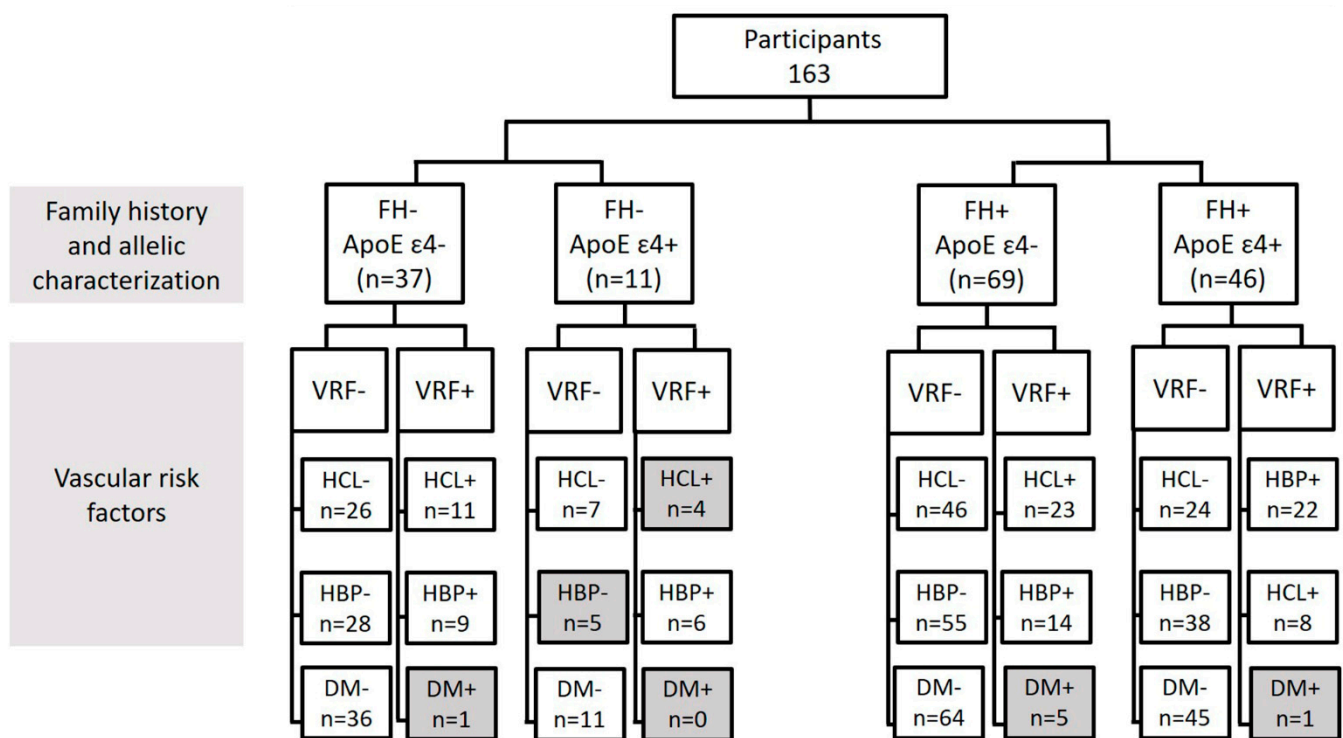 Participants
163
Family history
and allelic
characterization
FH-
ApoE ε4-
(n=37)
FH-
ApoE ε4+
(n=11)
FH+
ApoE ε4-
(n=69)
FH+
ApoE ε4+
(n=46)
Vascular risk
factors
VRF-
VRF+
VRF-
VRF+
VRF-
VRF+
VRF-
VRF+
HCL-
n=26
HCL+
n=11
HCL-
n=7
HCL+
n=4
HCL-
n=46
HCL+
n=23
HCL-
n=24
HBP+
n=22
HBP-
n=28
HBP+
n=9
HBP-
n=5
HBP+
n=6
HBP-
n=55
HBP+
n=14
HBP-
n=38
HCL+
n=8
DM-
n=36
DM+
n=1
DM-
n=11
DM+
n=0
DM-
n=64
DM+
n=5
DM-
n=45
DM+
n=1